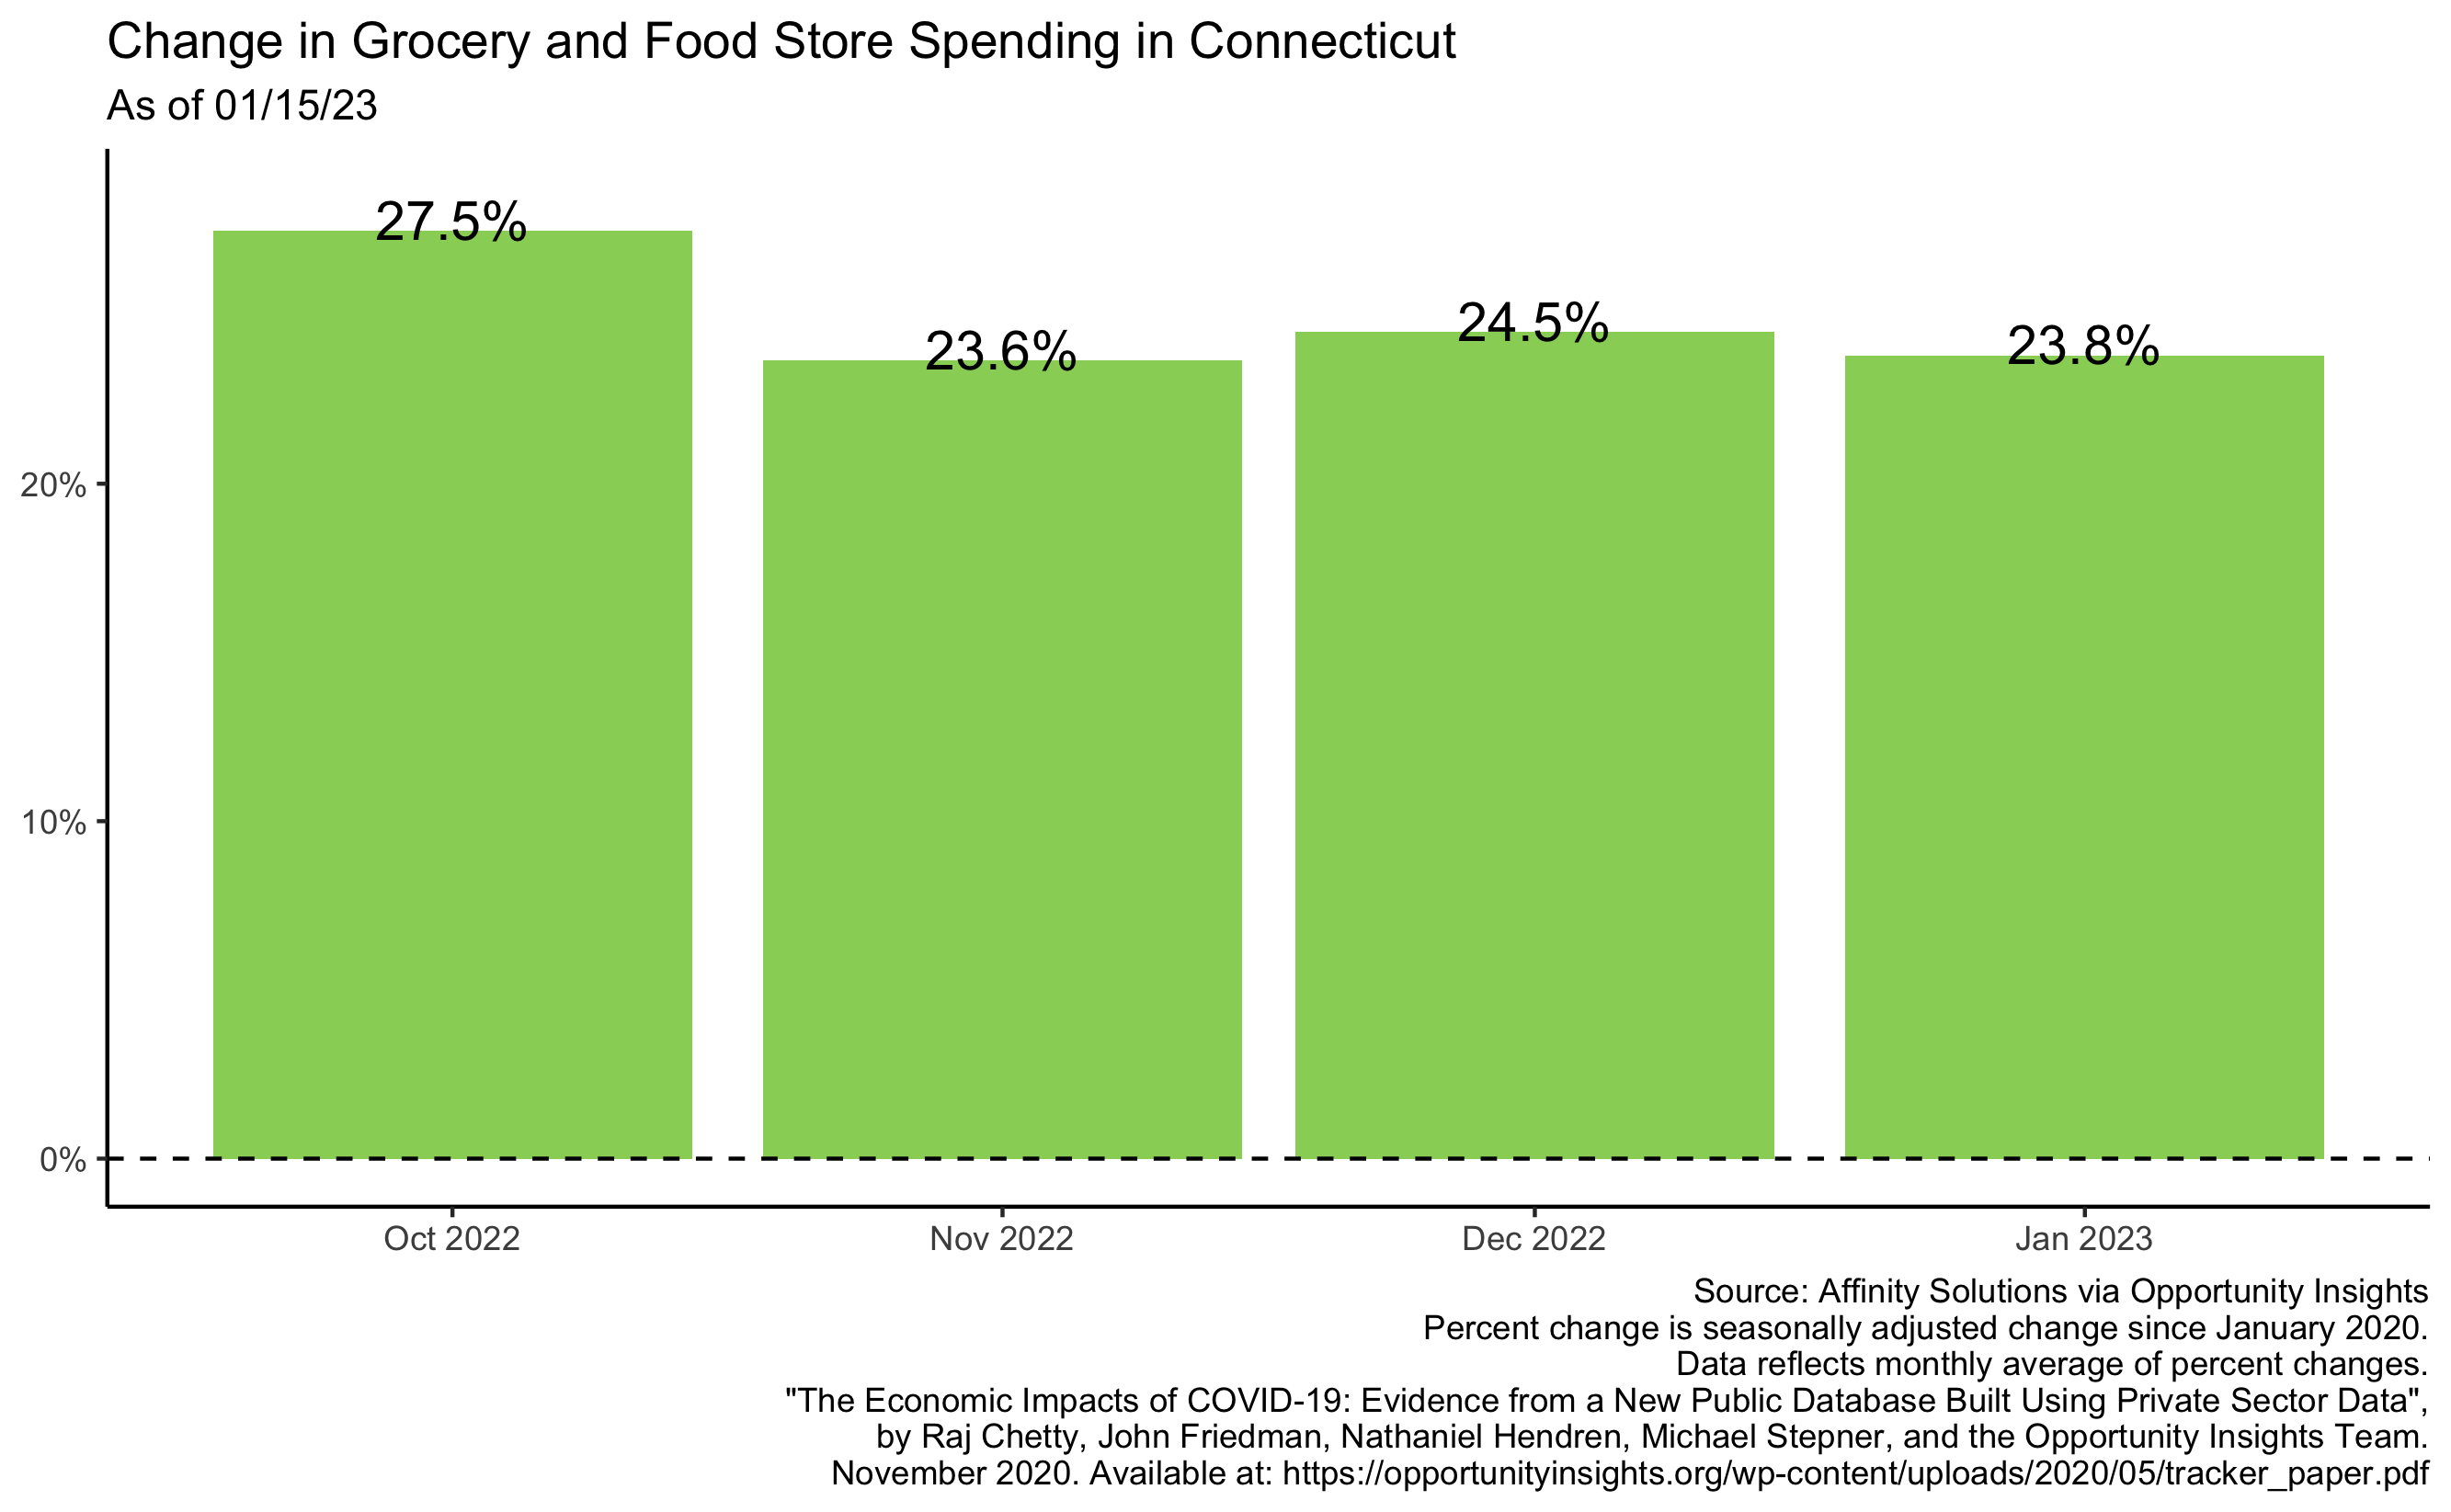 Change in Grocery and Food Store Spending in Connecticut
As of 01/15/23
27.5%
23.6%
24.5%
23.8%
20%
10%
0%
Oct 2022
Nov 2022
Dec 2022
Jan 2023
Source: Affinity Solutions via Opportunity Insights
Percent change is seasonally adjusted change since January 2020.
Data reflects monthly average of percent changes.
"The Economic Impacts of COVID-19: Evidence from a New Public Database Built Using Private Sector Data",
by Raj Chetty, John Friedman, Nathaniel Hendren, Michael Stepner, and the Opportunity Insights Team.
November 2020. Available at: https://opportunityinsights.org/wp-content/uploads/2020/05/tracker_paper.pdf